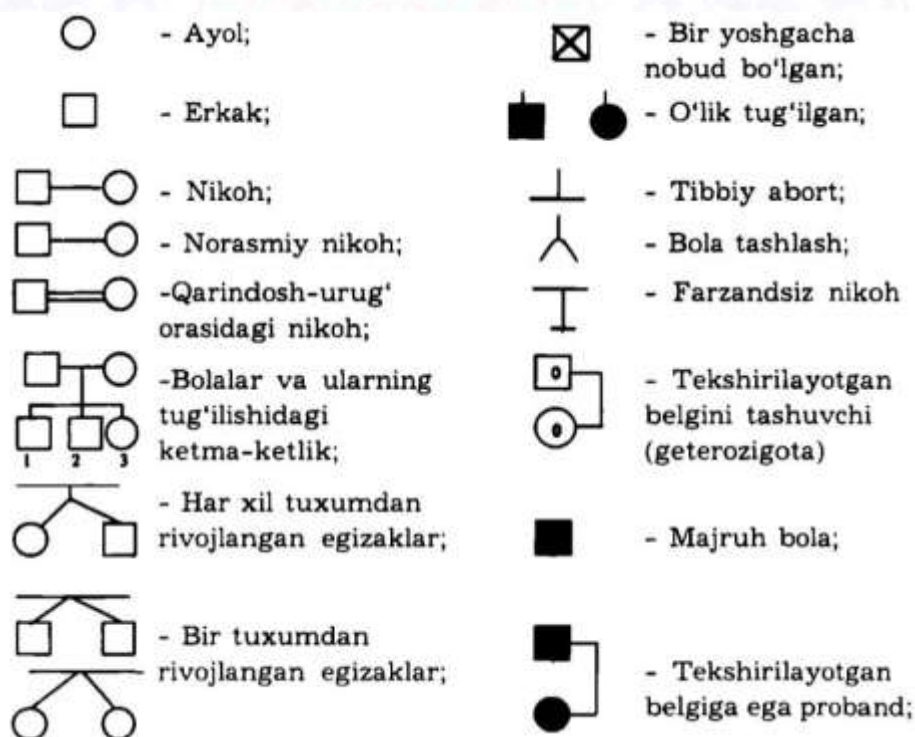 - Ayol;
- Erkak;
- Nikoh;
- Norasmiy nikoh;
-Qarindosh-urug‘
orasidagi nikoh;
-Bolalar va ularning
tug‘ilishidagi
ketma-ketlik;
1 2 3
- Har xil tuxumdan
rivojlangan egizaklar;
- Bir tuxumdan
rivojlangan egizaklar;
- Bir yoshgacha
nobud bo‘lgan;
- O‘lik tug‘ilgan;
- Tibbiy abort;
- Bola tashlash;
- Farzandsiz nikoh
0
0
- Tekshirilayotgan
belgini tashuvchi
(geterozigota)
- Majruh bola;
- Tekshirilayotgan
belgiga ega proband;